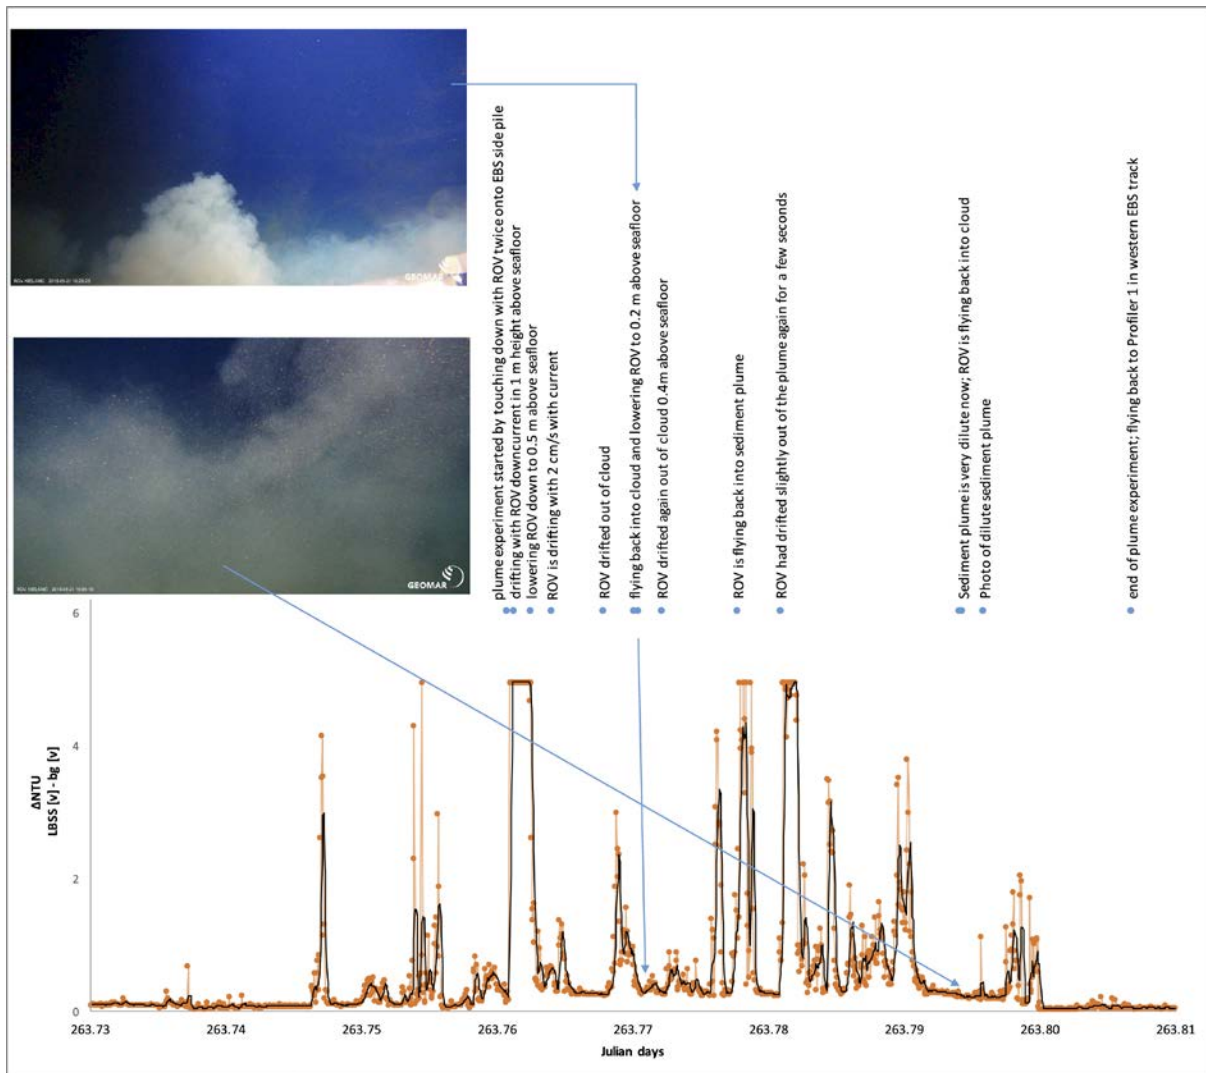 GEOMAR
GEOMAR
plume experiment started by touching down with ROV twice onto EBS side pile
drifting with ROV downcurrent in 1 m height above seafloor
lowering ROV down to 0.5 m above seafloor
ROV is drifting with 2 cm/s with current
ROV drifted out of cloud
flying back into cloud and lowering ROV to 0.2 m above seafloor
ROV drifted again out of cloud 0.4m above seafloor
ROV is flying back into sediment plume
ROV had drifted slightly out of the plume again for a few seconds
Sediment plume is very dilute now; ROV is flying back into cloud
Photo of dilute sediment plume
end of plume experiment; flying back to Profiler 1 in western EBS track
6
4
2
0
ΔNTU
LBSS [v] - bg [v]
263.73 263.74 263.75 263.76 263.77 263.78 263.79 263.80 263.81
Julian days